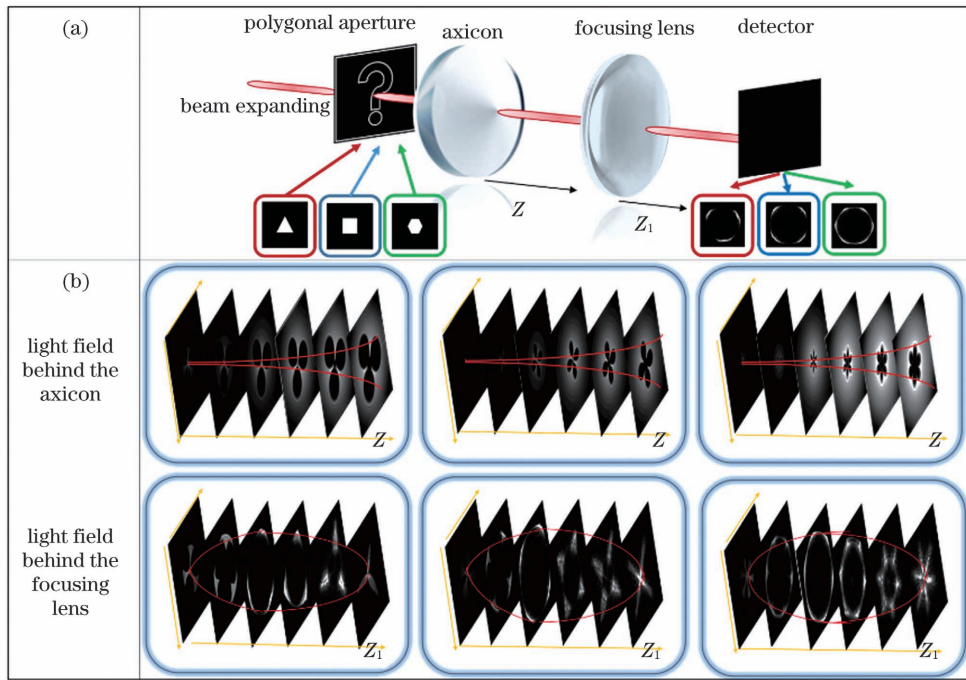 (a)
polygonal aperture
axicon
focusing lens
detector
beam expanding
?
Z
Z1
(b)
light field
behind the
axicon
Z
Z
Z
light field
behind the
focusing
lens
Z1
Z1
Z1